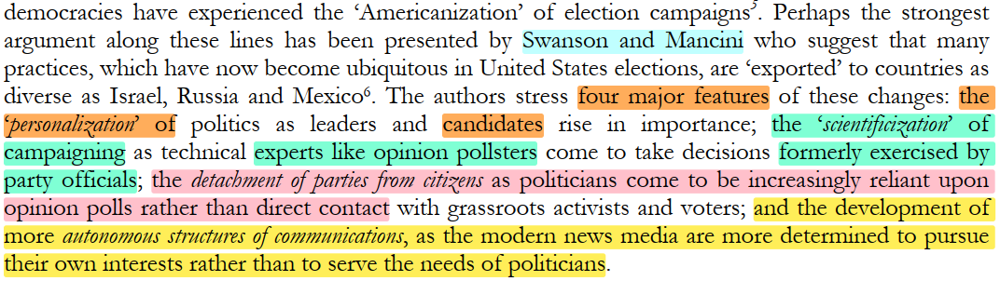 democracies have experienced the ‘Americanization’ of election campaigns⁵. Perhaps the strongest
argument along these lines has been presented by Swanson and Mancini who suggest that many
practices, which have now become ubiquitous in United States elections, are ‘exported’ to countries as
diverse as Israel, Russia and Mexico⁶. The authors stress four major features of these changes: the
‘personalization’ of politics as leaders and candidates rise in importance; the ‘scientificization’ of
campaigning as technical experts like opinion pollsters come to take decisions formerly exercised by
party officials; the detachment of parties from citizens as politicians come to be increasingly reliant upon
opinion polls rather than direct contact with grassroots activists and voters; and the development of
more autonomous structures of communications, as the modern news media are more determined to pursue
their own interests rather than to serve the needs of politicians.